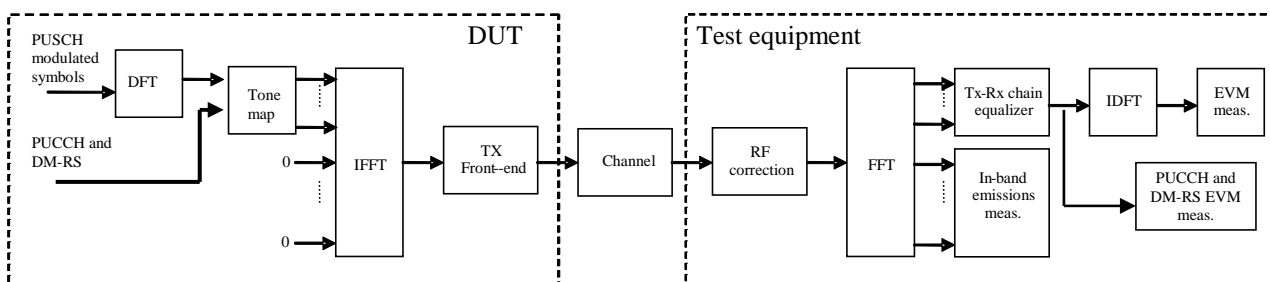 DUT
Test equipment
PUSCH
modulated
symbols
DFT
Tone
map
PUCCH and
DM-RS
0
0
IFFT
TX
Front--end
Channel
RF
correction
FFT
Tx-Rx chain
equalizer
IDFT
EVM
meas.
In-band
emissions
meas.
PUCCH and
DM-RS EVM
meas.